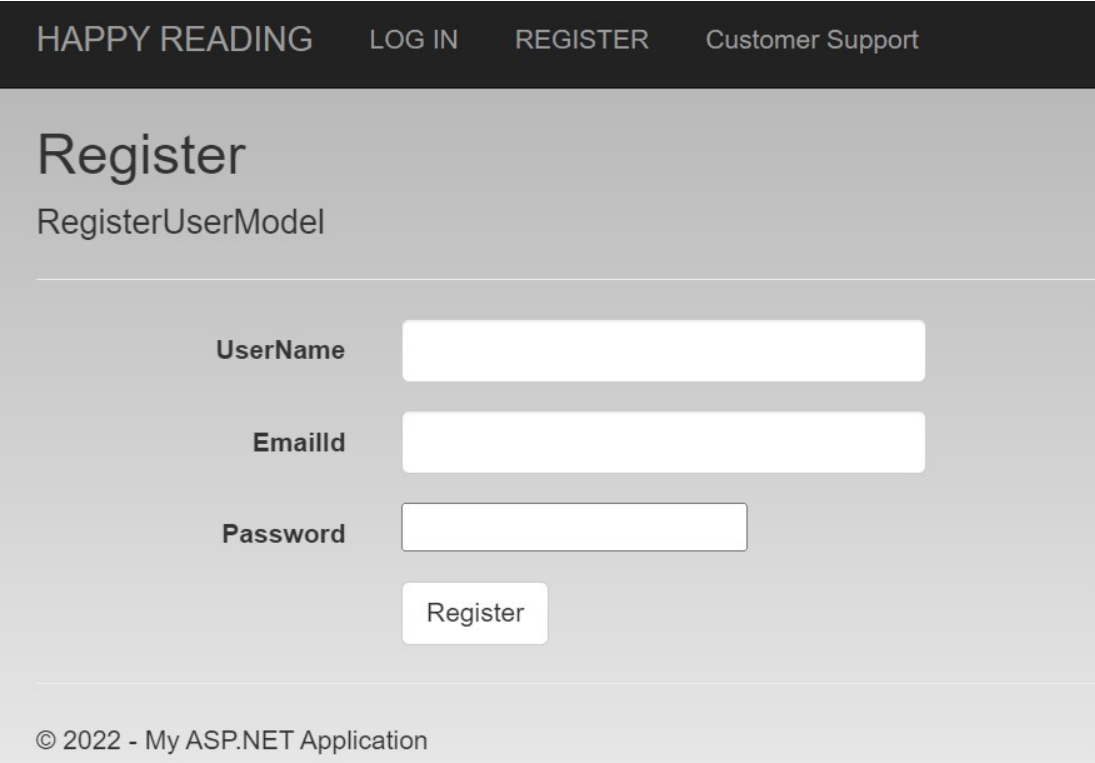 HAPPY READING LOG IN REGISTER Customer Support
Register
RegisterUserModel
UserName
EmailId
Password
Register
© 2022 - My ASP.NET Application